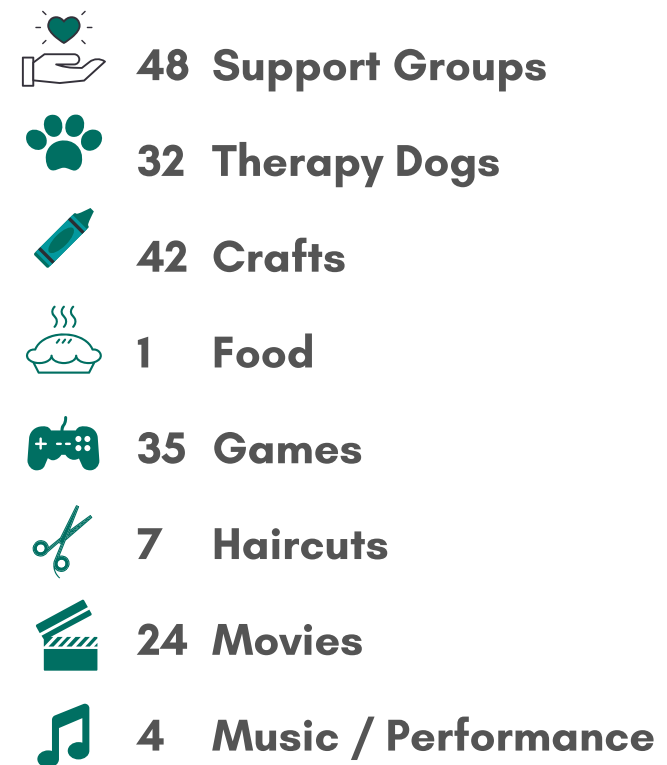 48 Support Groups
32 Therapy Dogs
42 Crafts
1 Food
35 Games
7 Haircuts
24 Movies
4 Music / Performance